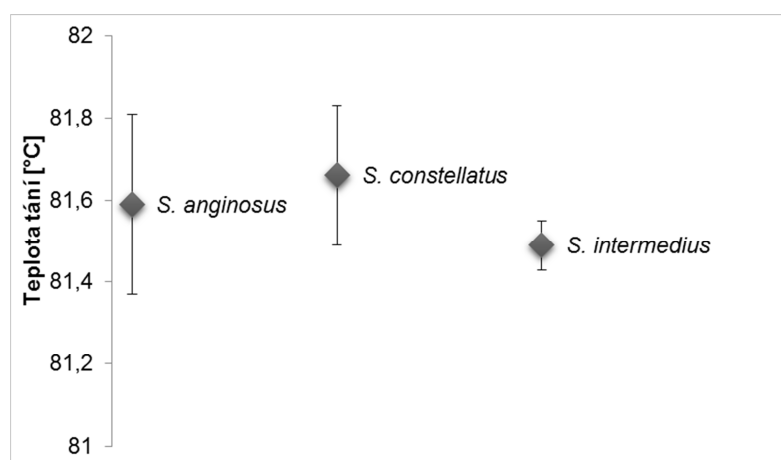 Teplota tání [°C]
82
81,8
81,6
81,4
81,2
81
S. anginosus
S. constellatus
S. intermedius